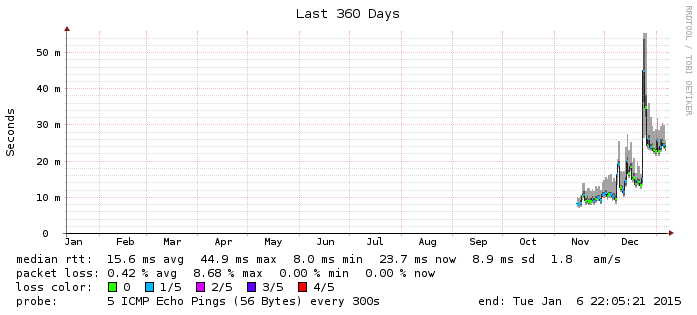 Last 360 Days
RRDTOOL / TOBI OETIKER
Seconds
50 m
40 m
30 m
20 m
10 m
0
Jan Feb Mar Apr May Jun Jul Aug Sep Oct Nov Dec
median rtt: 15.6 ms avg 44.9 ms max 8.0 ms min 23.7 ms now 8.9 ms sd 1.8 am/s
packet loss: 0.42 % avg 8.68 % max 0.00 % min 0.00 % now
loss color: 0 1/5 2/5 3/5 4/5
probe: 5 ICMP Echo Pings (56 Bytes) every 300s end: Tue Jan 6 22:05:21 2015